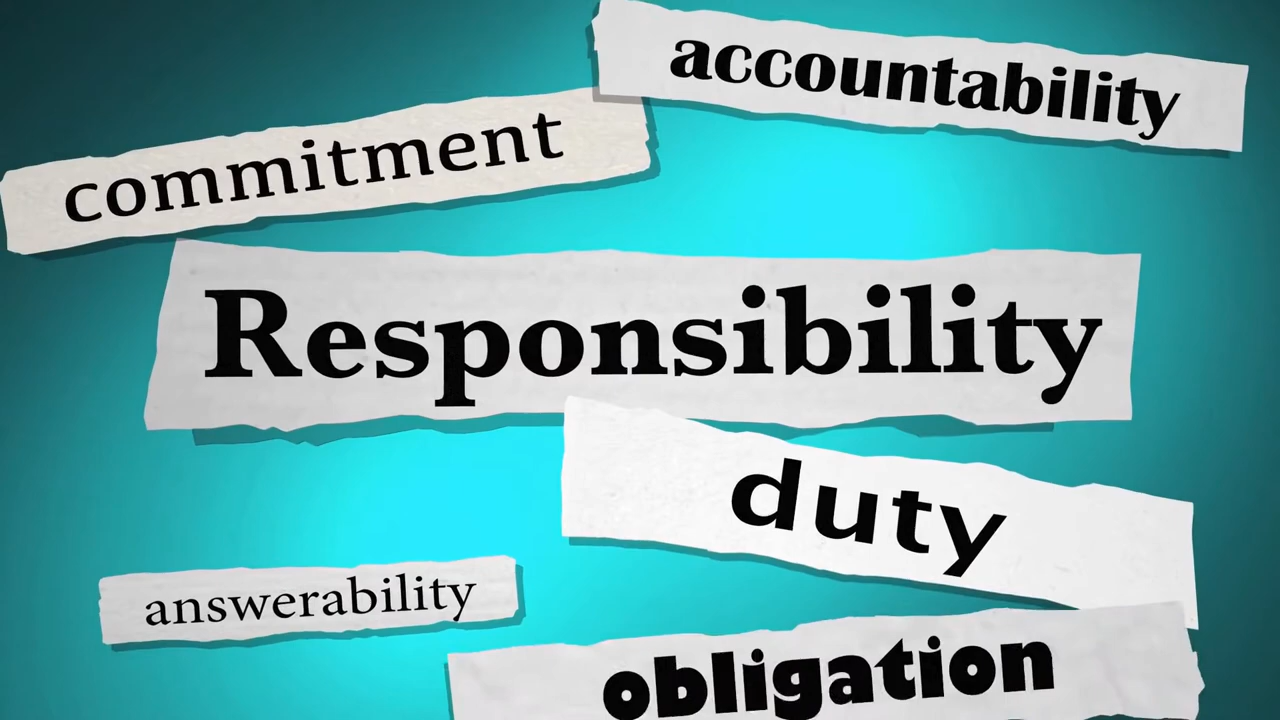 accountability
commitment
Responsibility
duty
answerability
obligation